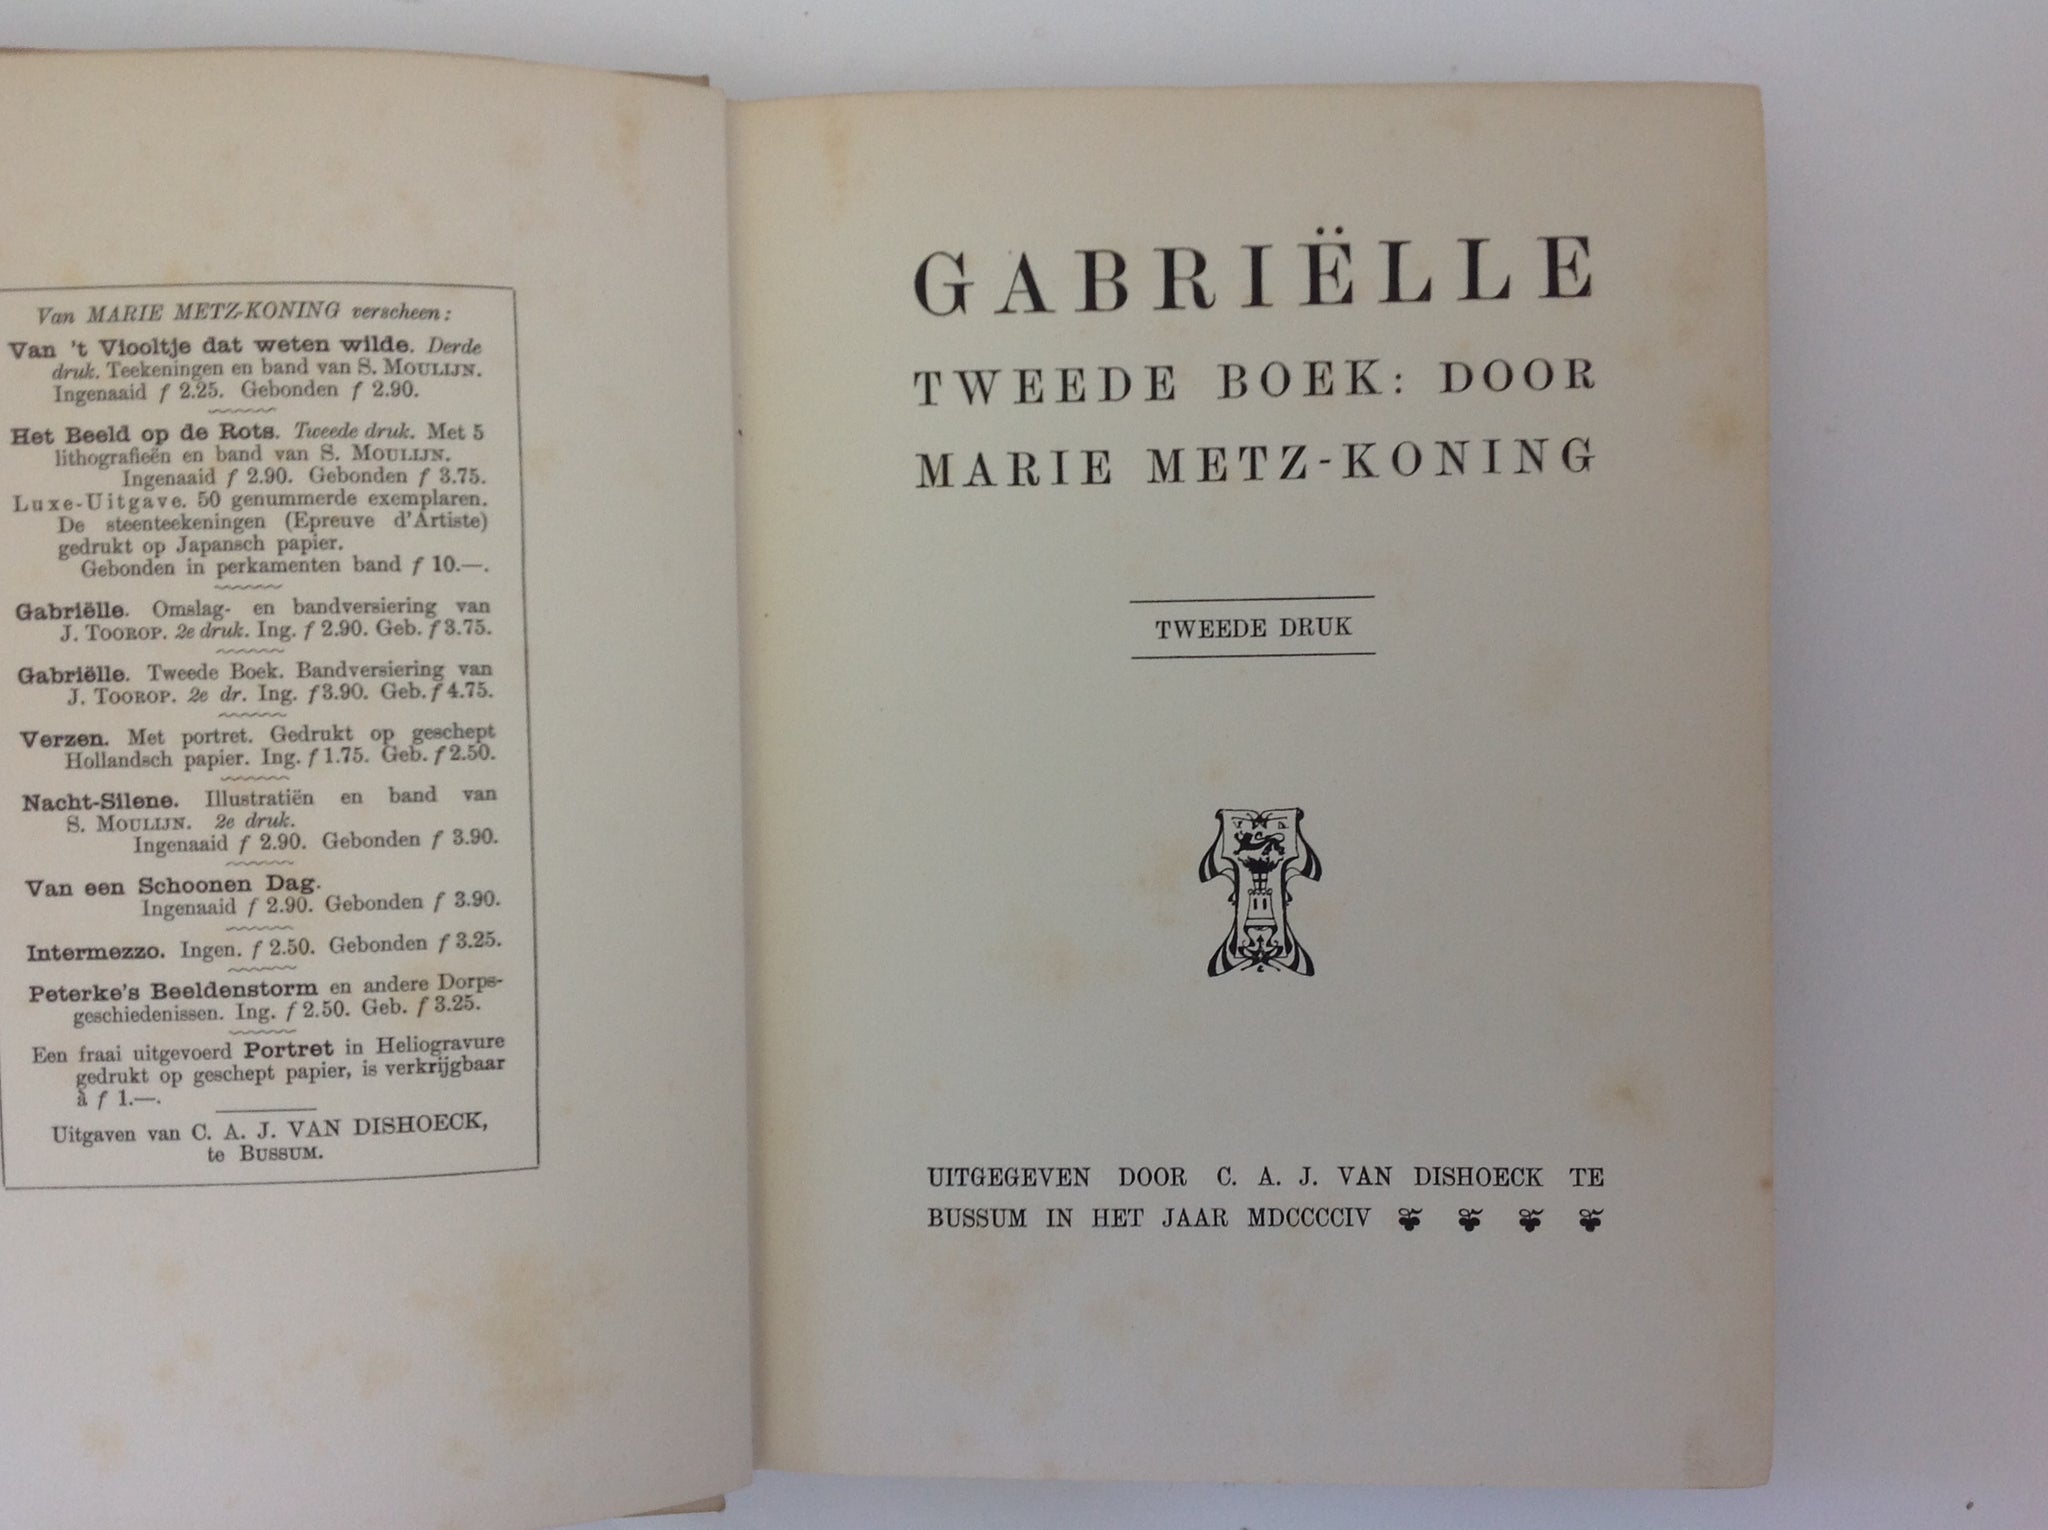 Van MARIE METZ-KONING verscheen:
Van 't Viooltje dat weten wilde. Derde
druk. Teekeningen en band van S. MOULIJN.
Ingenaaid f 2.25. Gebonden f 2.90.
Het Beeld op de Rots. Tweede druk. Met 5
lithografieën en band van S. MOULIJN.
Ingenaaid f 2.90. Gebonden f 3.75.
Luxe-Uitgave. 50 genummerde exemplaren.
De steenteekeningen (Epreuve d'Artiste)
gedrukt op Japansch papier.
Gebonden in perkamenten band f 10.—.
Gabriëlle. Omslag- en bandversiering van
J. TOOROP. 2e druk. Ing. f 2.90. Geb. f 3.75.
Gabriëlle. Tweede Boek. Bandversiering van
J. TOOROP. 2e dr. Ing. f 3.90. Geb. f 4.75.
Verzen. Met portret. Gedrukt op geschept
Hollandsch papier. Ing. f 1.75. Geb. f 2.50.
Nacht-Silene. Illustratiën en band van
S. MOULIJN. 2e druk.
Ingenaaid f 2.90. Gebonden f 3.90.
Van een Schoonen Dag.
Ingenaaid f 2.90. Gebonden f 3.90.
Intermezzo. Ingen. f 2.50. Gebonden f 3.25.
Peterke's Beeldenstorm en andere Dorps-
geschiedenissen. Ing. f 2.50. Geb. f 3.25.
Een fraai uitgevoerd Portret in Heliogravure
gedrukt op geschept papier, is verkrijgbaar
à f 1.—.
Uitgaven van C. A. J. VAN DISHOECK,
te BUSSUM.
GABRIËLLE
TWEEDE BOEK: DOOR
MARIE METZ-KONING
TWEEDE DRUK
UITGEGEVEN DOOR C. A. J. VAN DISHOECK TE
BUSSUM IN HET JAAR MDCCCCIV